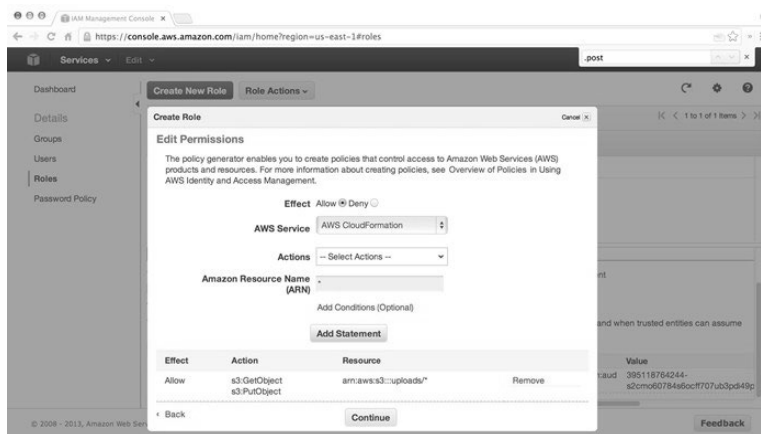 IAM Management Console
https://console.aws.amazon.com/iam/home?region=us-east-1#roles
.post
Services Edit
Dashboard
Details
Groups
Users
Roles
Password Policy
Create New Role Role Actions
1 to 1 of 1 Items
Create Role Cancel
Edit Permissions
The policy generator enables you to create policies that control access to Amazon Web Services (AWS)
products and resources. For more information about creating policies, see Overview of Policies in Using
AWS Identity and Access Management.
Effect Allow Deny
AWS Service AWS CloudFormation
Actions -- Select Actions --
Amazon Resource Name
(ARN) *
Add Conditions (Optional)
Add Statement
Effect Action Resource
Allow s3:GetObject arn:aws:s3:::uploads/* Remove
s3:PutObject
< Back Continue
and when trusted entities can assume
Value
:aud 395118764244-
s2cmo60784s6ocff707ub3pdi49p
© 2008 - 2013, Amazon Web Ser
Feedback